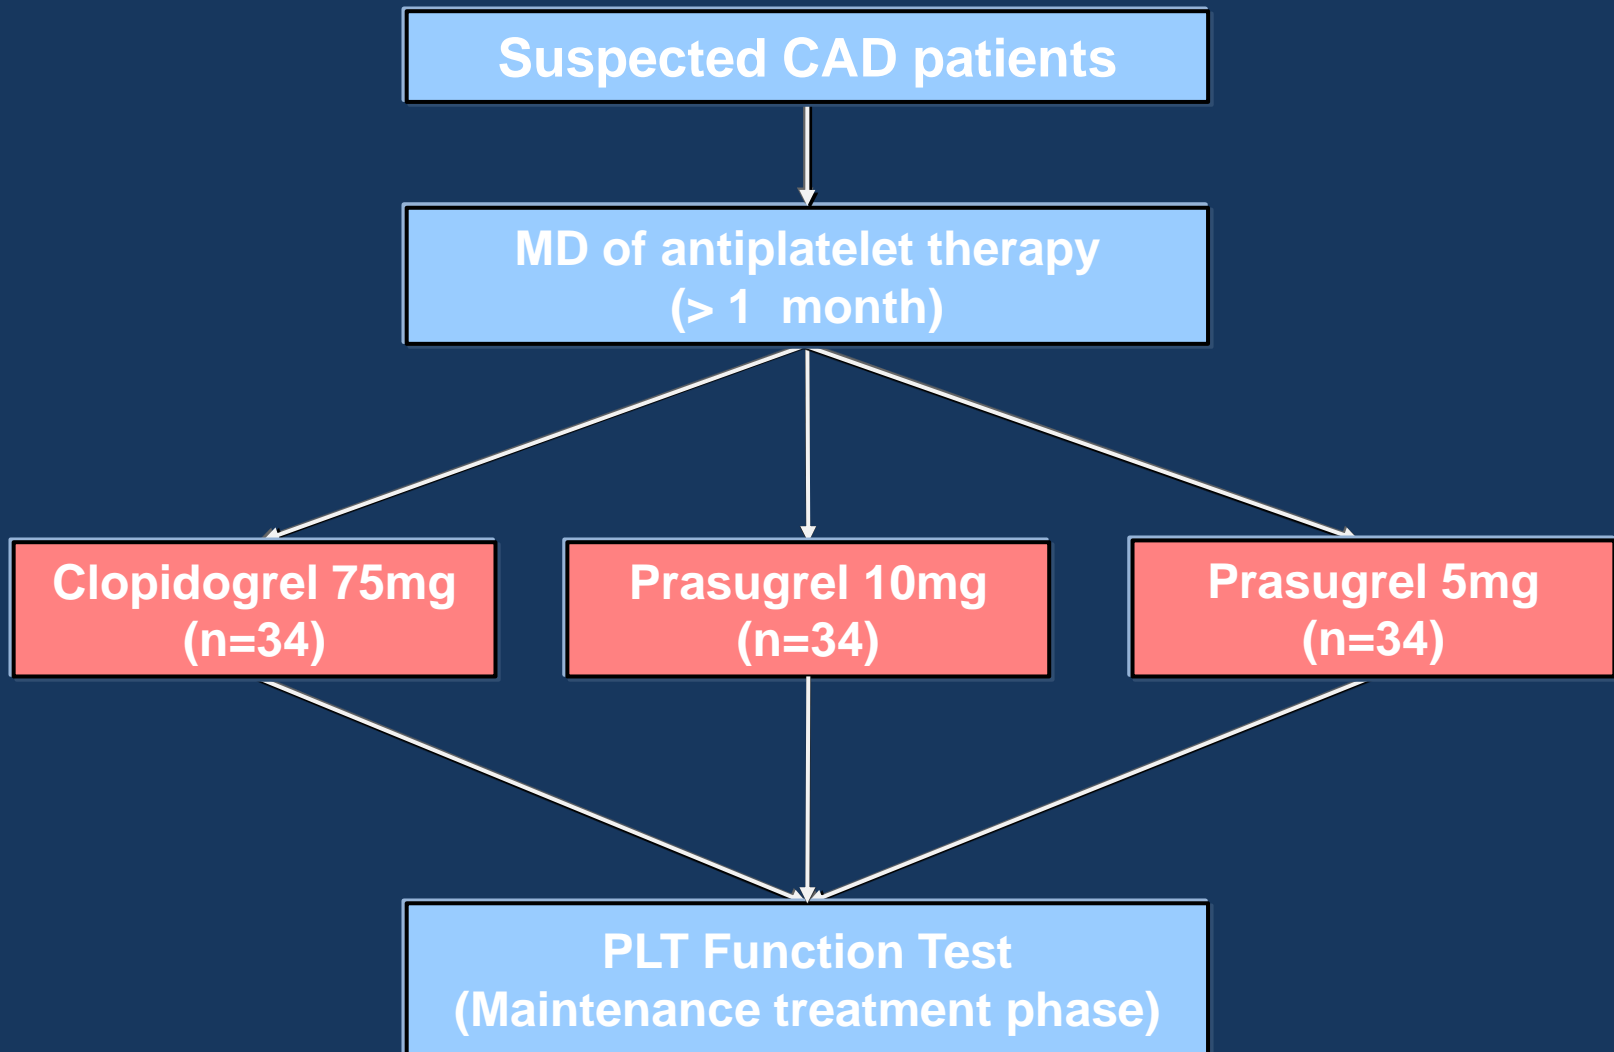 Suspected CAD patients
MD of antiplatelet therapy
(> 1 month)
Clopidogrel 75mg
(n=34)
Prasugrel 10mg
(n=34)
Prasugrel 5mg
(n=34)
PLT Function Test
(Maintenance treatment phase)